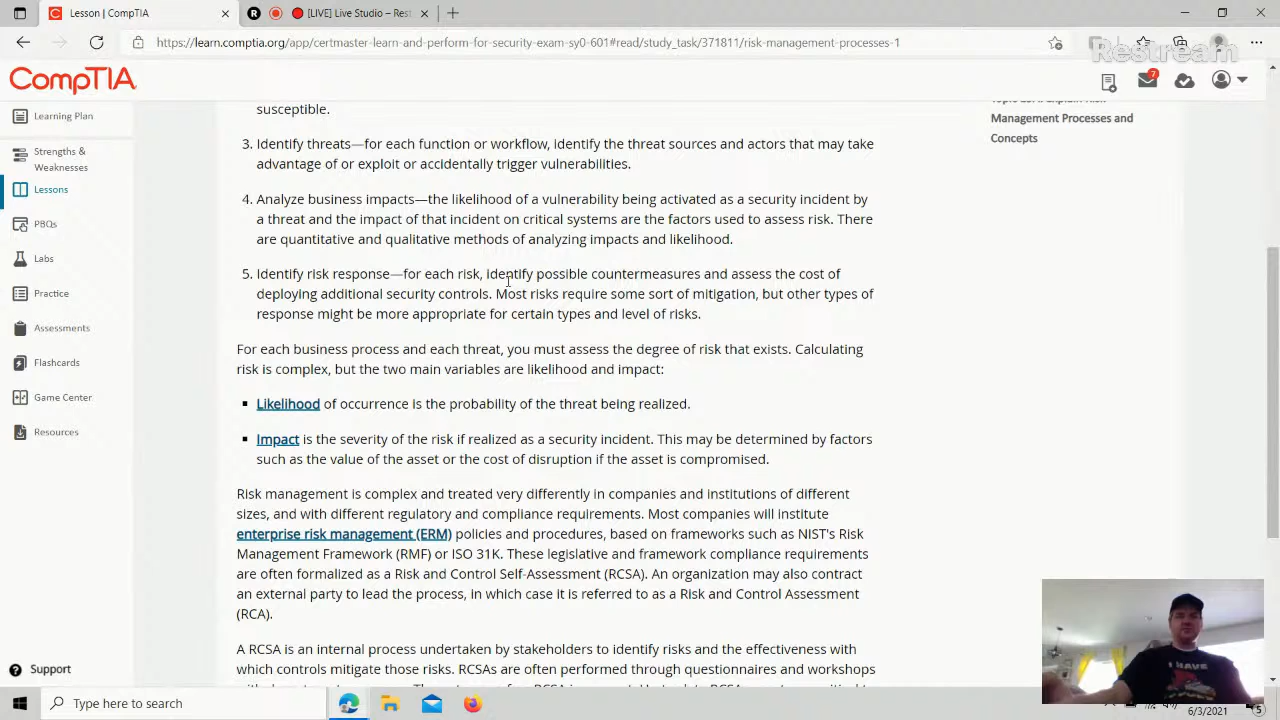 Lesson | CompTIA
[LIVE] Live Studio – Rest
https://learn.comptia.org/app/certmaster-learn-and-perform-for-security-exam-sy0-601#read/study_task/371811/risk-management-processes-1
Restream
CompTIA
7
Learning Plan
Strengths &
Weaknesses
Lessons
PBQs
Labs
Practice
Assessments
Flashcards
Game Center
Resources
Support
susceptible.
3. Identify threats—for each function or workflow, identify the threat sources and actors that may take
advantage of or exploit or accidentally trigger vulnerabilities.
4. Analyze business impacts—the likelihood of a vulnerability being activated as a security incident by
a threat and the impact of that incident on critical systems are the factors used to assess risk. There
are quantitative and qualitative methods of analyzing impacts and likelihood.
5. Identify risk response—for each risk, identify possible countermeasures and assess the cost of
deploying additional security controls. Most risks require some sort of mitigation, but other types of
response might be more appropriate for certain types and level of risks.
For each business process and each threat, you must assess the degree of risk that exists. Calculating
risk is complex, but the two main variables are likelihood and impact:
▪ Likelihood of occurrence is the probability of the threat being realized.
▪ Impact is the severity of the risk if realized as a security incident. This may be determined by factors
such as the value of the asset or the cost of disruption if the asset is compromised.
Risk management is complex and treated very differently in companies and institutions of different
sizes, and with different regulatory and compliance requirements. Most companies will institute
enterprise risk management (ERM) policies and procedures, based on frameworks such as NIST's Risk
Management Framework (RMF) or ISO 31K. These legislative and framework compliance requirements
are often formalized as a Risk and Control Self-Assessment (RCSA). An organization may also contract
an external party to lead the process, in which case it is referred to as a Risk and Control Assessment
(RCA).
A RCSA is an internal process undertaken by stakeholders to identify risks and the effectiveness with
which controls mitigate those risks. RCSAs are often performed through questionnaires and workshops
Management Processes and
Concepts
I HAVE
Type here to search
6/3/2021
5